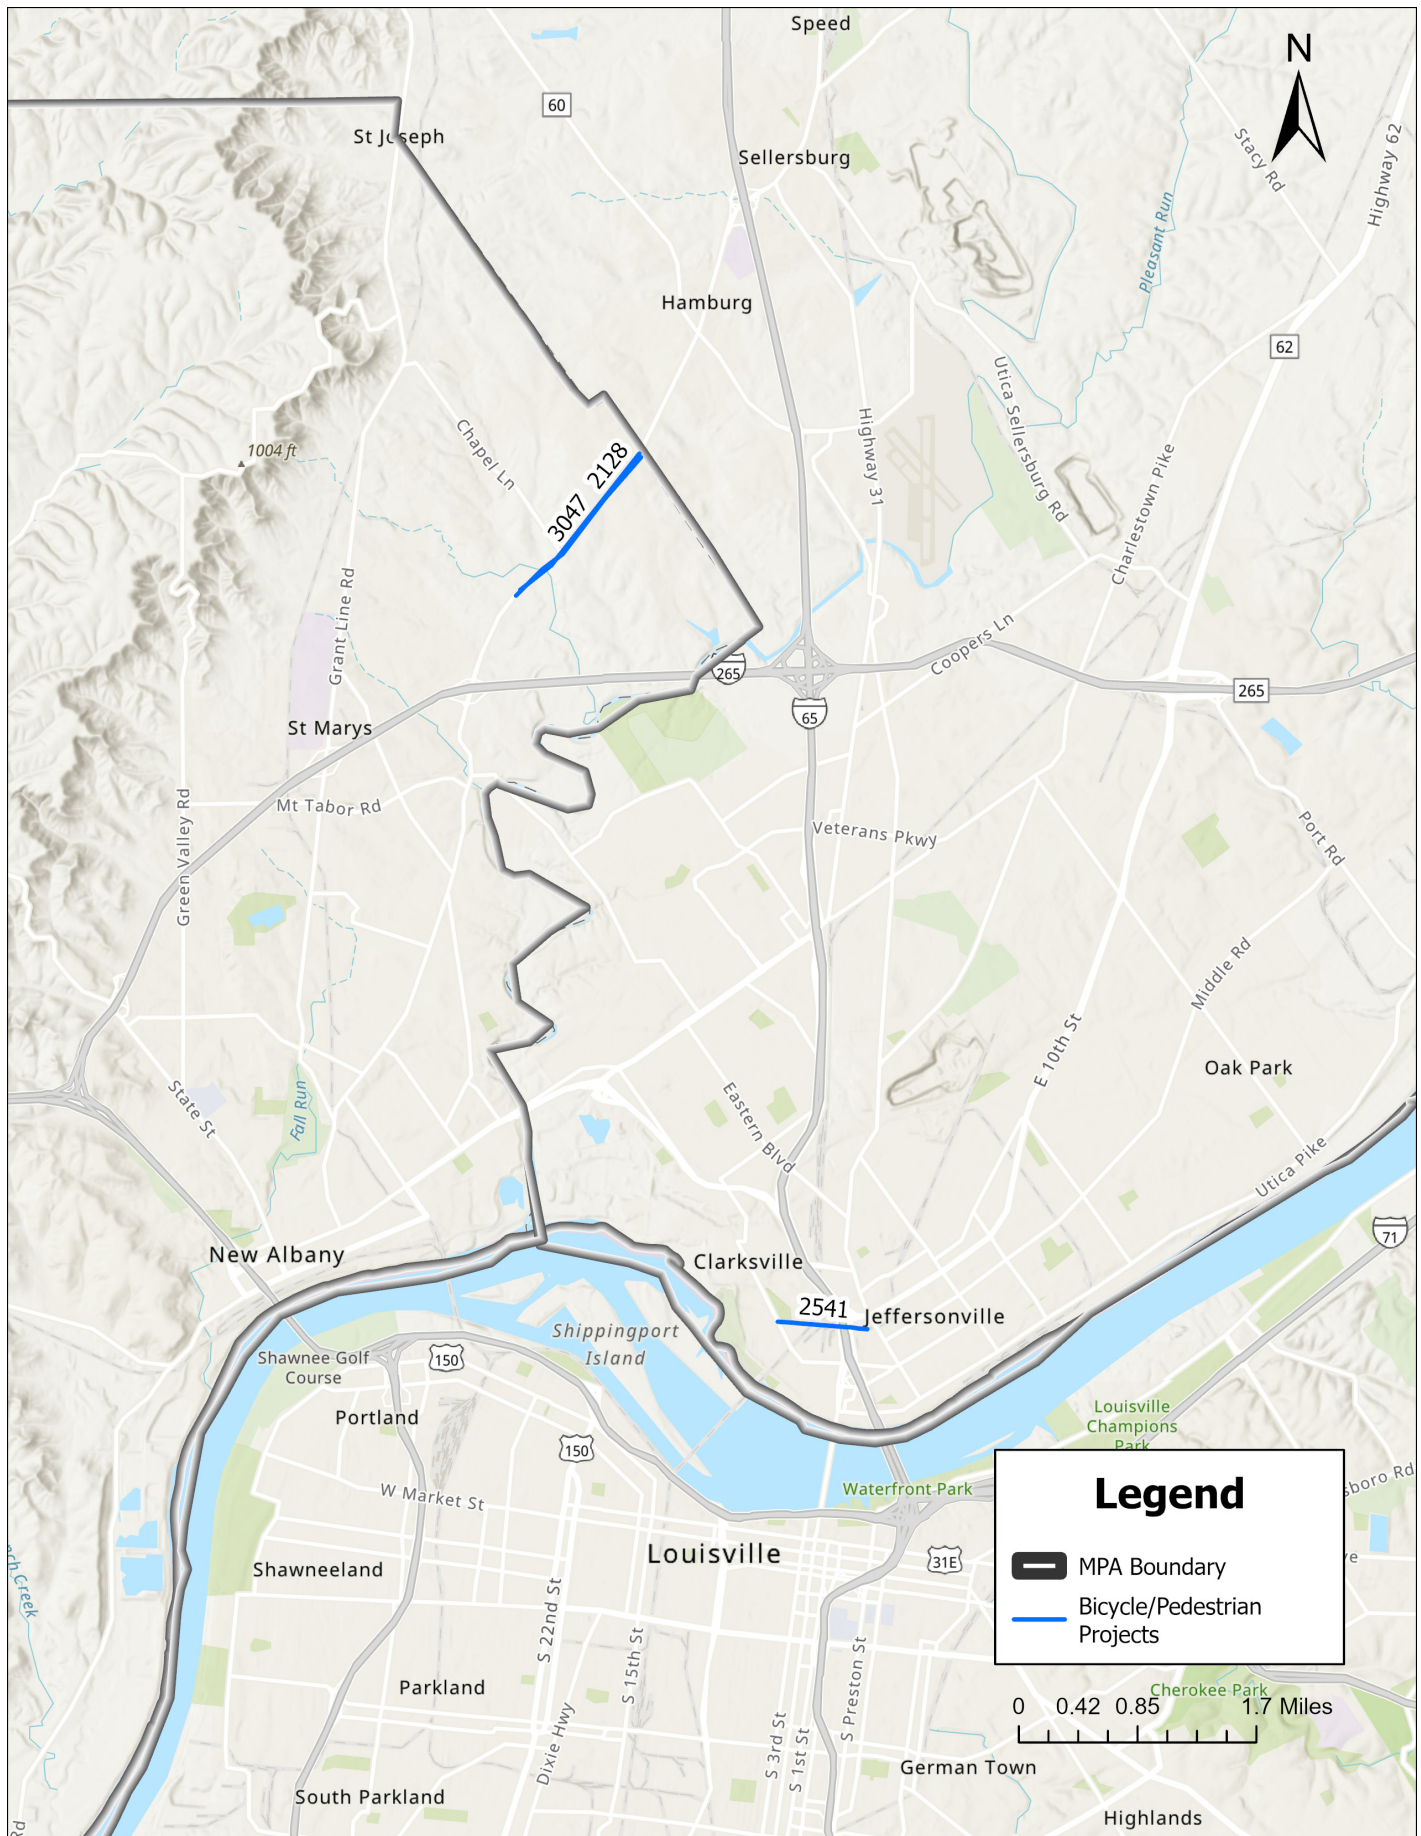 Speed
N
60
St Joseph
Sellersburg
Stacy Rd
Highway 62
Pleasant Run
Hamburg
62
Utica Sellersburg Rd
Chapel Ln
1004 ft
2128
3047
Highway 31
Charlestown Pike
Grant Line Rd
Coopers Ln
265
265
65
St Marys
Mt Tabor Rd
Green Valley Rd
Veterans Pkwy
Port Rd
Middle Rd
E 10th St
Oak Park
State St
Fall Run
Eastern Blvd
Utica Pike
71
New Albany
Clarksville
2541
Jeffersonville
Shippingport
Island
Shawnee Golf
Course
150
Portland
Louisville
Champions
Park
150
W Market St
Waterfront Park
sboro Rd
Legend
MPA Boundary
Bicycle/Pedestrian
Projects
Louisville
31E
Shawneeland
nch Creek
S 22nd St
S 15th St
S Preston St
Parkland
Cherokee Park
0 0.42 0.85 1.7 Miles
Dixie Hwy
S 3rd St
S 1st St
German Town
South Parkland
Highlands
Rd